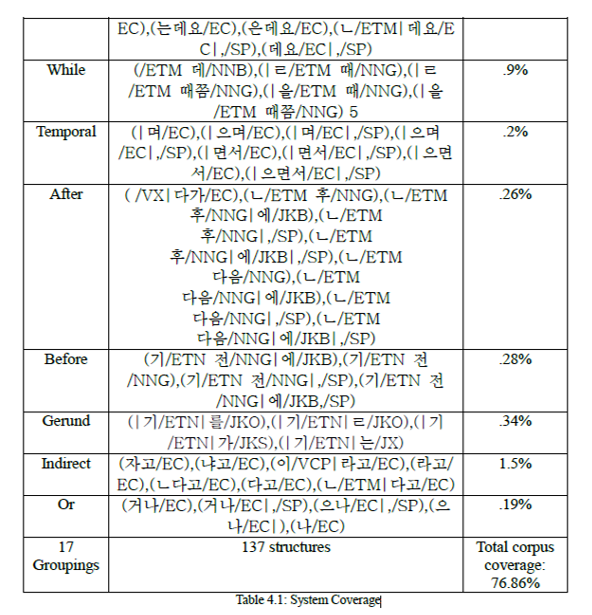 EC),(는데요/EC),(은데요/EC),(ㄴ/ETM|데요/E
C|,/SP),(데요/EC|,/SP)
While
(/ETM 데/NNB),(|ㄹ/ETM 때/NNG),(|ㄹ
/ETM 때쯤/NNG),(|을/ETM 때/NNG),(|을
/ETM 때쯤/NNG) 5
.9%
Temporal
(|며/EC),(|으며/EC),(|며/EC|,/SP),(|으며
/EC|,/SP),(|면서/EC),(|면서/EC|,/SP),(|으면
서/EC),(|으면서/EC|,/SP)
.2%
After
( /VX|다가/EC),(ㄴ/ETM 후/NNG),(ㄴ/ETM
후/NNG|에/JKB),(ㄴ/ETM
후/NNG|,/SP),(ㄴ/ETM
후/NNG|에/JKB|,/SP),(ㄴ/ETM
다음/NNG),(ㄴ/ETM
다음/NNG|에/JKB),(ㄴ/ETM
다음/NNG|,/SP),(ㄴ/ETM
다음/NNG|에/JKB|,/SP)
.26%
Before
(기/ETN 전/NNG|에/JKB),(기/ETN 전
/NNG),(기/ETN 전/NNG|,/SP),(기/ETN 전
/NNG|에/JKB,/SP)
.28%
Gerund
(|기/ETN|를/JKO),(|기/ETN|ㄹ/JKO),(|기
/ETN|가/JKS),(|기/ETN|는/JX)
.34%
Indirect
(자고/EC),(냐고/EC),(이/VCP|라고/EC),(라고/
EC),(ㄴ다고/EC),(다고/EC),(ㄴ/ETM|다고/EC)
1.5%
Or
(거나/EC),(거나/EC|,/SP),(으나/EC|,/SP),(으
나/EC|),(나/EC)
.19%
17
Groupings
137 structures
Total corpus
coverage:
76.86%
Table 4.1: System Coverage